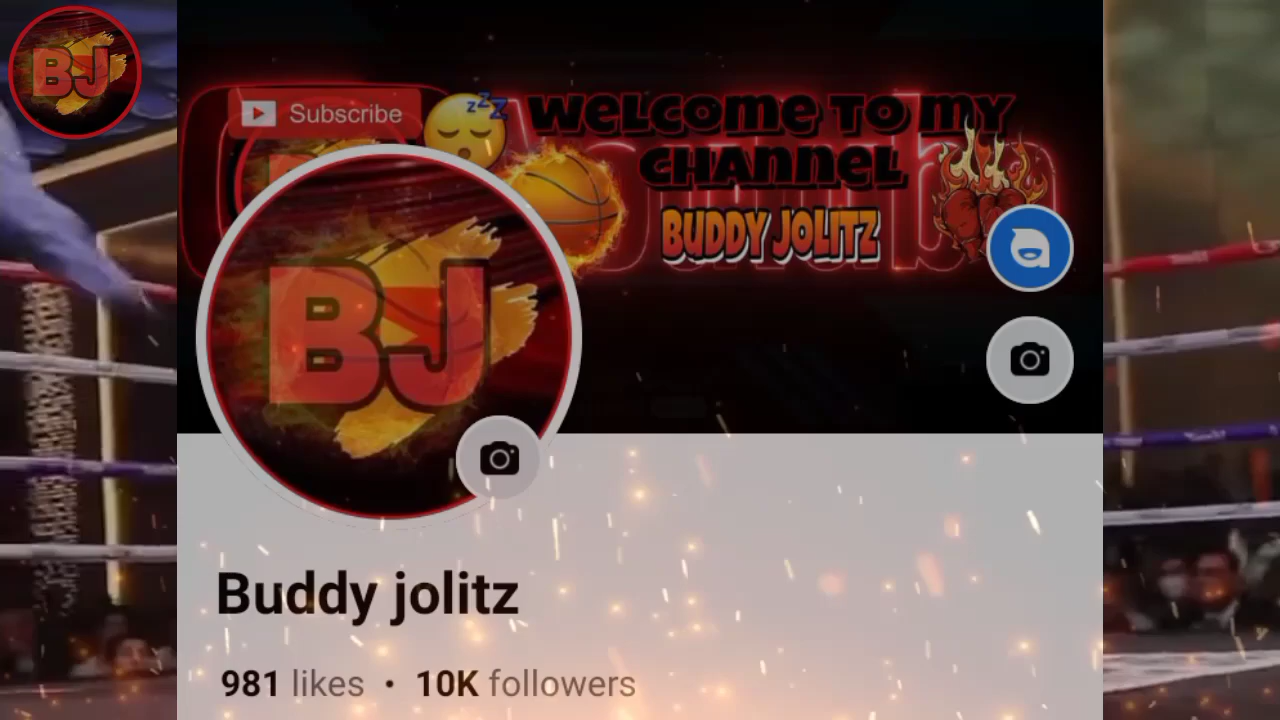 BJ
Subscribe
WELCOME TO MY
CHANNEL
BUDDY JOLITZ
BJ
Buddy jolitz
981 likes • 10K followers